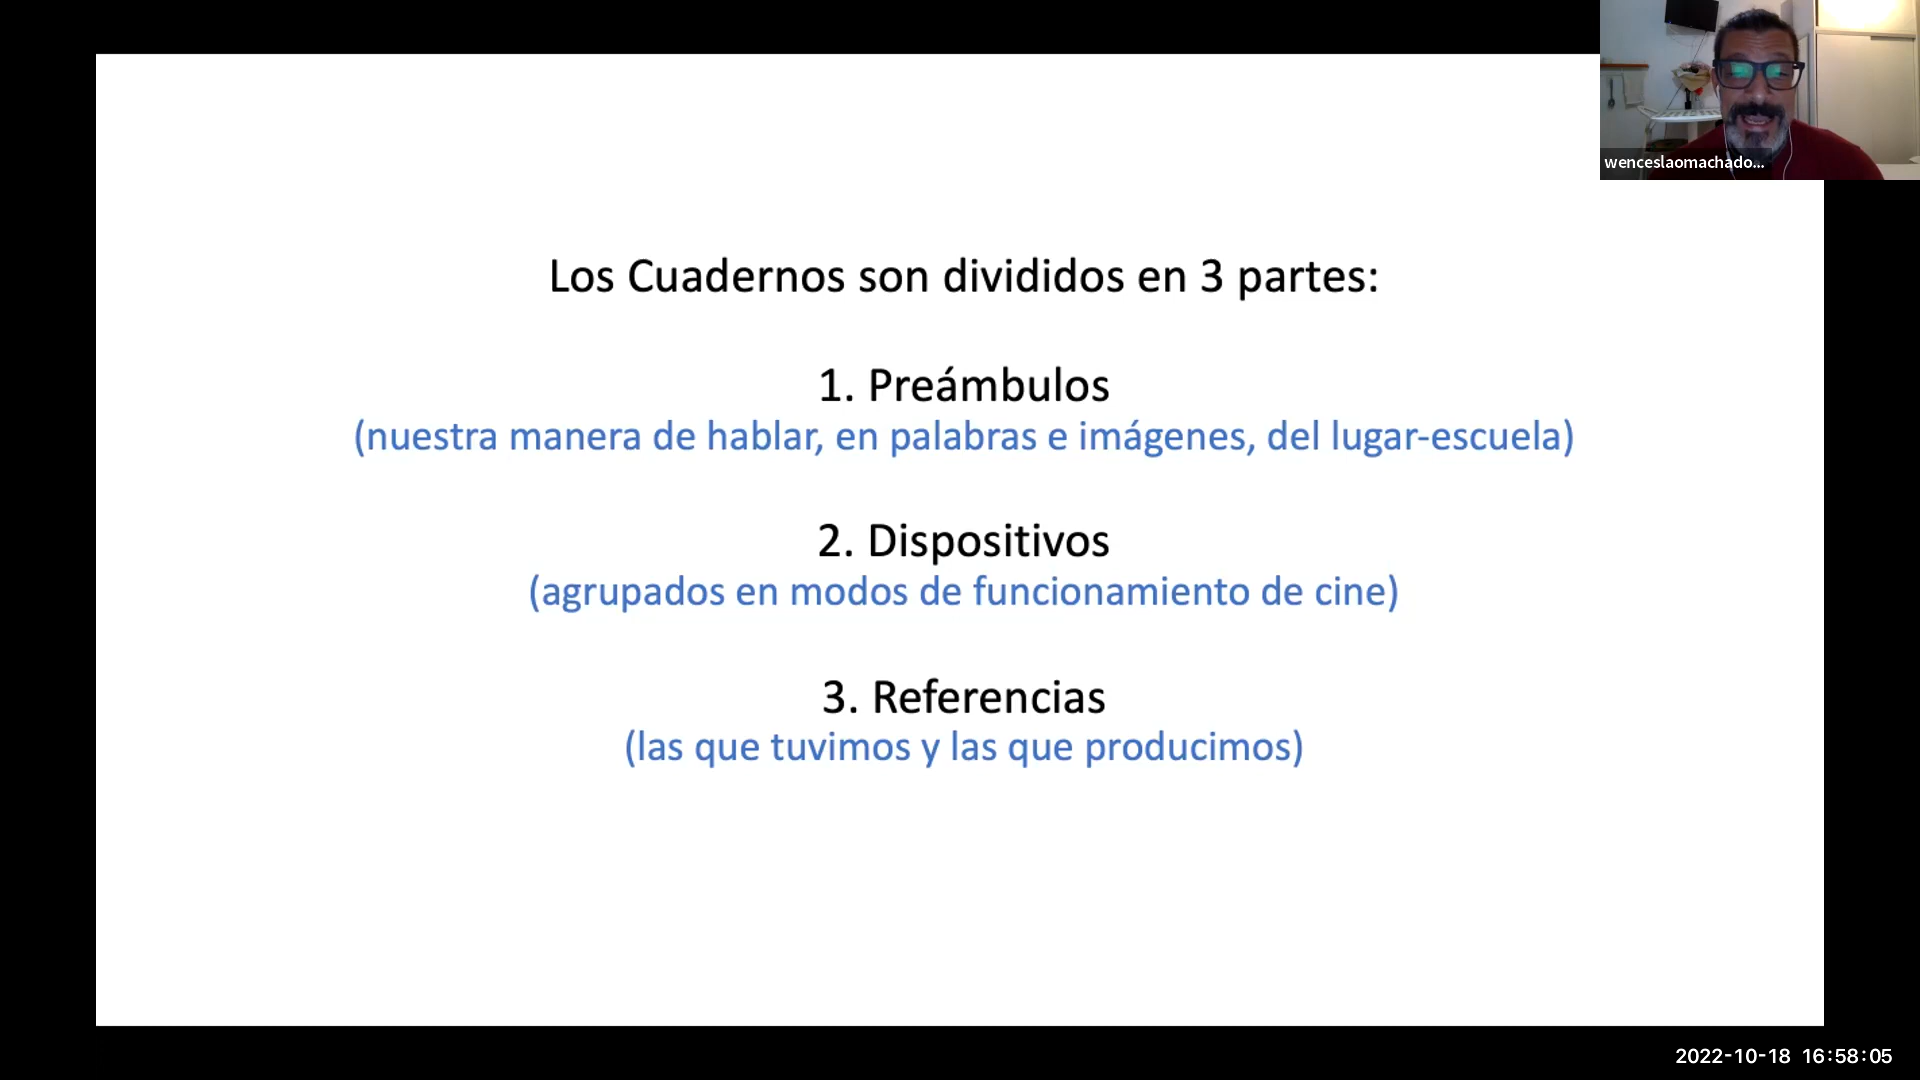 wenceslaomachado...
Los Cuadernos son divididos en 3 partes:
1. Preámbulos
(nuestra manera de hablar, en palabras e imágenes, del lugar-escuela)
2. Dispositivos
(agrupados en modos de funcionamiento de cine)
3. Referencias
(las que tuvimos y las que producimos)
2022-10-18 16:58:05